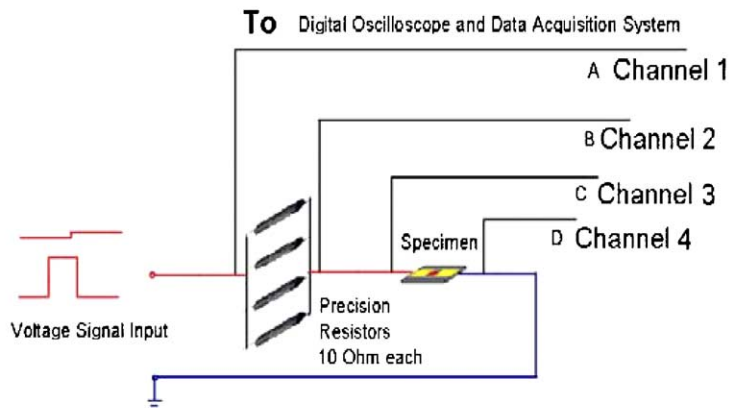 To Digital Oscilloscope and Data Acquisition System
A Channel 1
B Channel 2
C Channel 3
Specimen
D Channel 4
Voltage Signal Input
Precision
Resistors
10 Ohm each